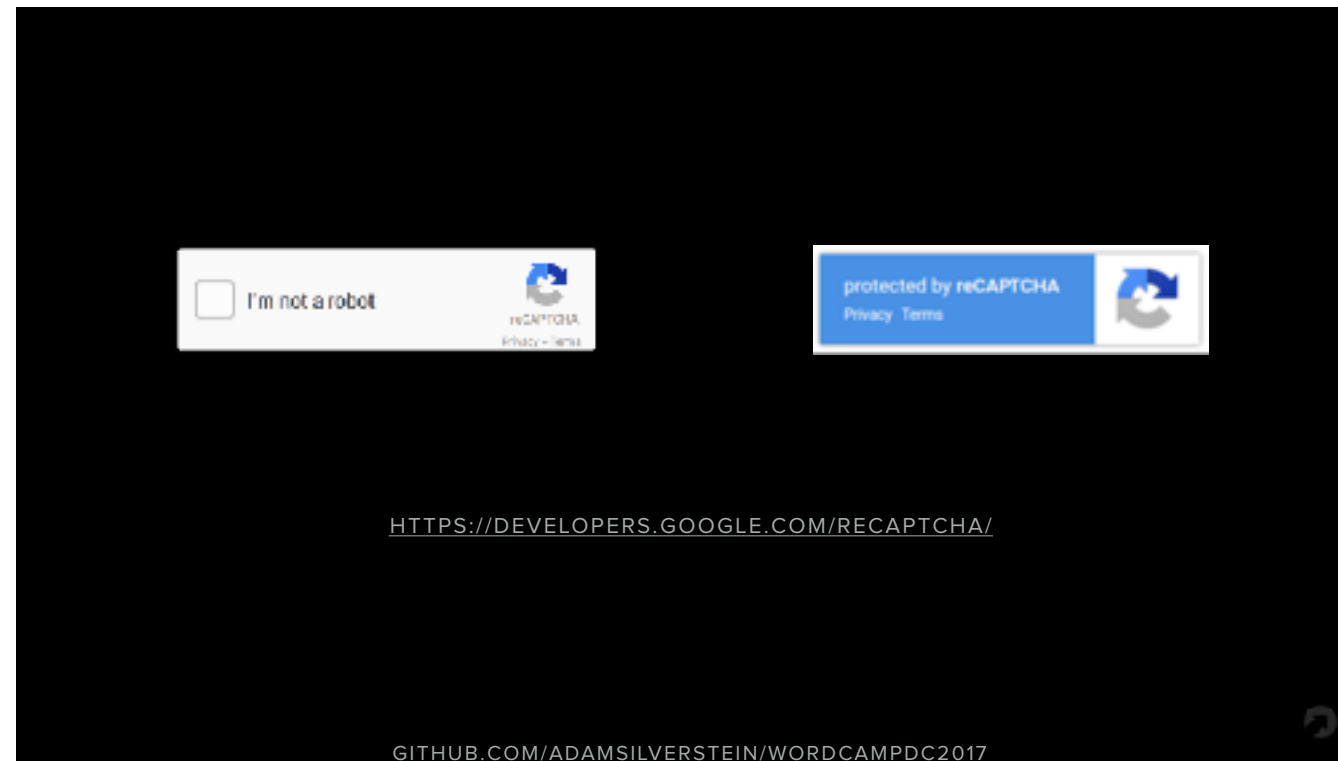 I'm not a robot
reCAPTCHA
Privacy - Terms
protected by reCAPTCHA
Privacy Terms
HTTPS://DEVELOPERS.GOOGLE.COM/RECAPTCHA/
GITHUB.COM/ADAMSILVERSTEIN/WORDCAMPDC2017